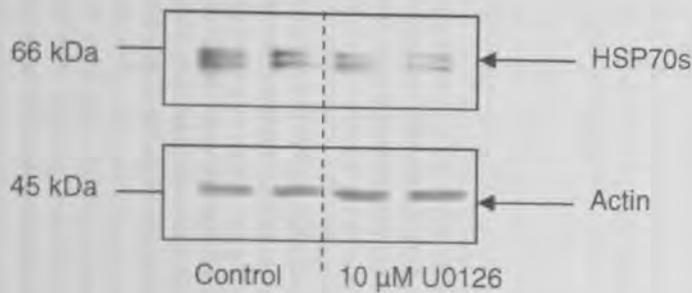 66 kDa
HSP70s
45 kDa
Actin
Control
10 µM U0126